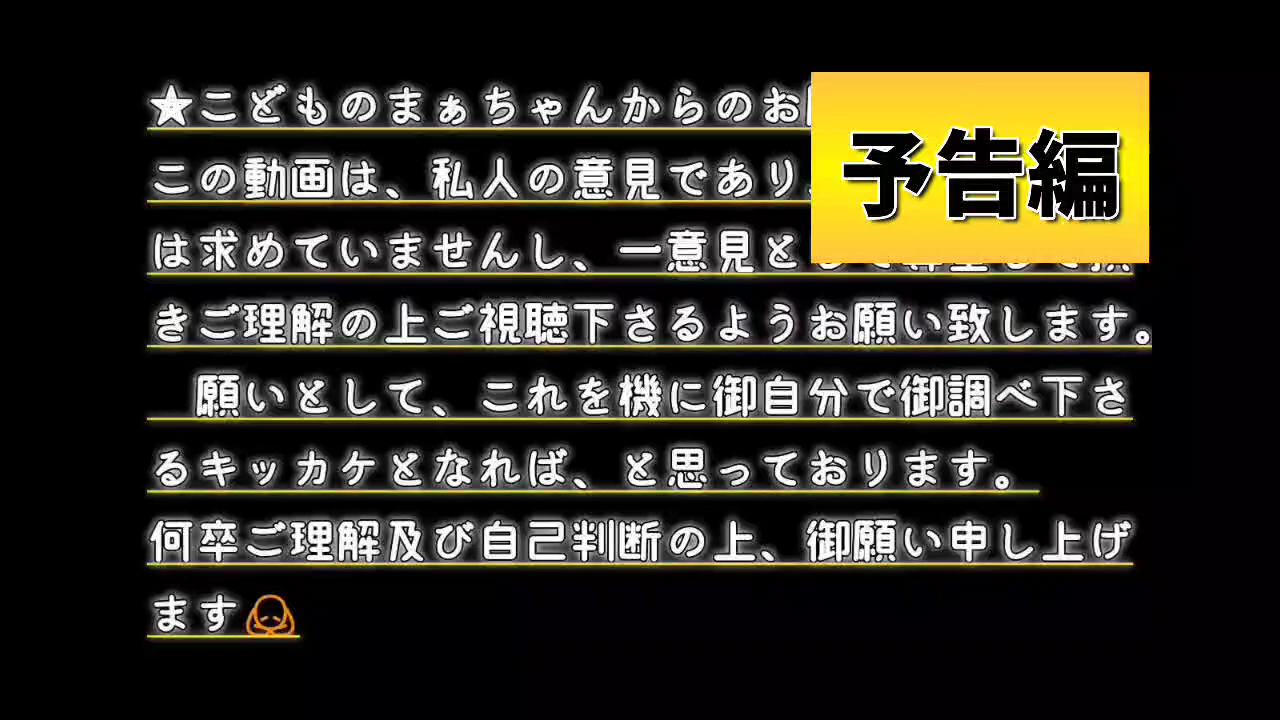 ★こどものまぁちゃんからのお
この動画は、私人の意見であり
は求めていませんし、一意見と
きご理解の上ご視聴下さるようお願い致します。
願いとして、これを機に御自分で御調べ下さ
るキッカケとなれば、と思っております。
何卒ご理解及び自己判断の上、御願い申し上げ
ます
予告編